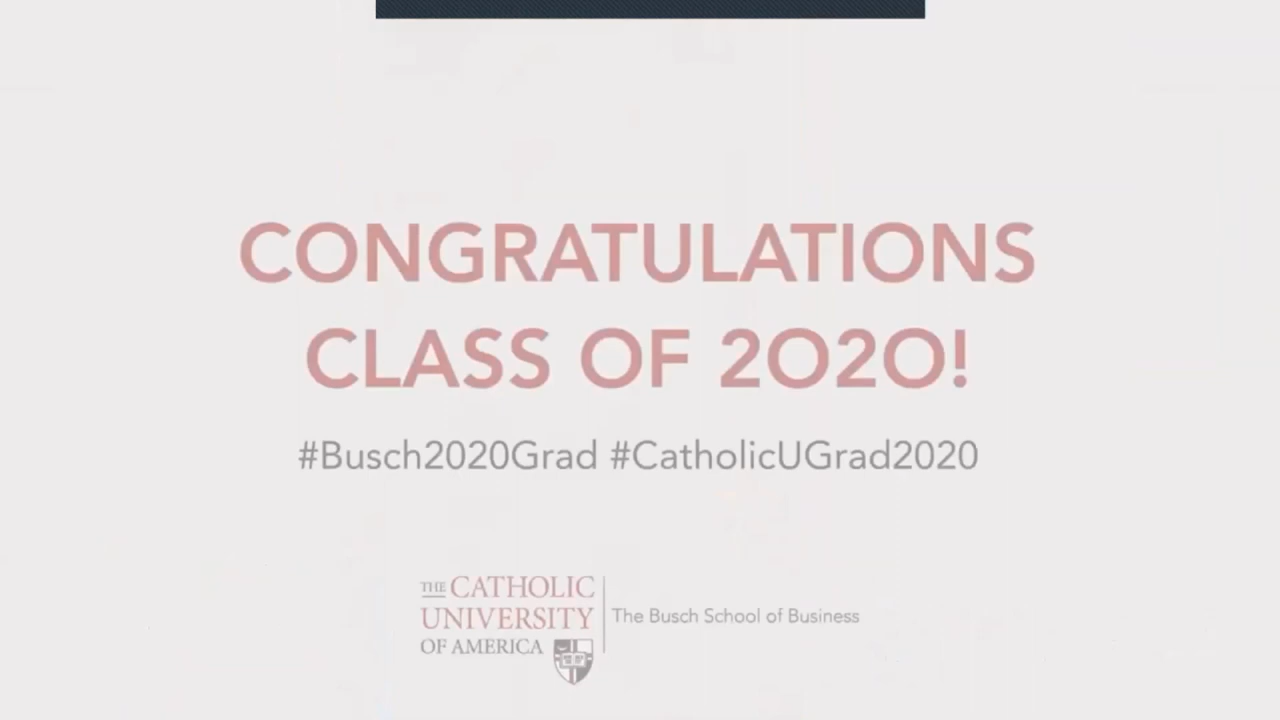 CONGRATULATIONS
CLASS OF 2020!
#Busch2020Grad #CatholicUGrad2020
THE CATHOLIC
UNIVERSITY
OF AMERICA
The Busch School of Business